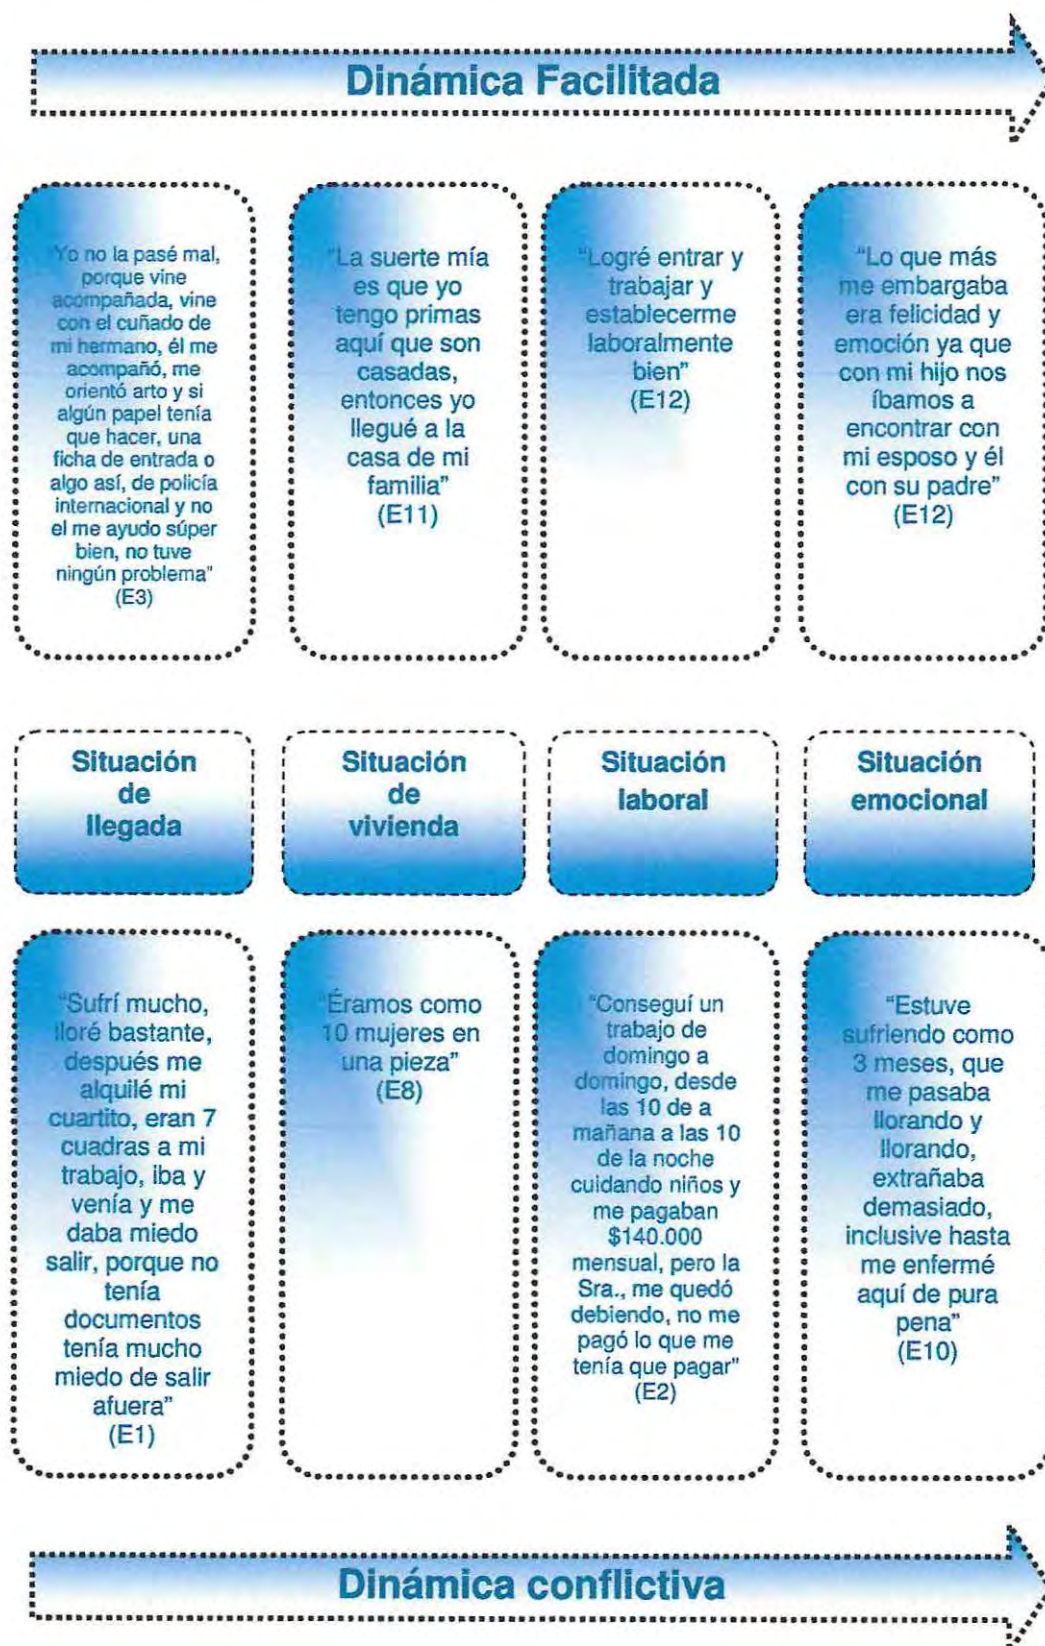 Dinámica Facilitada
"Yo no la pasé mal,
porque vine
acompañada, vine
con el cuñado de
mi hermano, él me
acompañó, me
orientó arto y si
algún papel tenía
que hacer, una
ficha de entrada o
algo así, de policía
internacional y no
el me ayudo súper
bien, no tuve
ningún problema"
(E3)
"La suerte mía
es que yo
tengo primas
aquí que son
casadas,
entonces yo
llegué a la
casa de mi
familia"
(E11)
"Logré entrar y
trabajar y
establecerme
laboralmente
bien"
(E12)
"Lo que más
me embargaba
era felicidad y
emoción ya que
con mi hijo nos
íbamos a
encontrar con
mi esposo y él
con su padre"
(E12)
Situación
de
llegada
Situación
de
vivienda
Situación
laboral
Situación
emocional
"Sufrí mucho,
lloré bastante,
después me
alquilé mi
cuartito, eran 7
cuadras a mi
trabajo, iba y
venía y me
daba miedo
salir, porque no
tenía
documentos
tenía mucho
miedo de salir
afuera"
(E1)
"Éramos como
10 mujeres en
una pieza"
(E8)
"Conseguí un
trabajo de
domingo a
domingo, desde
las 10 de a
mañana a las 10
de la noche
cuidando niños y
me pagaban
$140.000
mensual, pero la
Sra., me quedó
debiendo, no me
pagó lo que me
tenía que pagar"
(E2)
"Estuve
sufriendo como
3 meses, que
me pasaba
llorando y
llorando,
extrañaba
demasiado,
inclusive hasta
me enfermé
aquí de pura
pena"
(E10)
Dinámica conflictiva